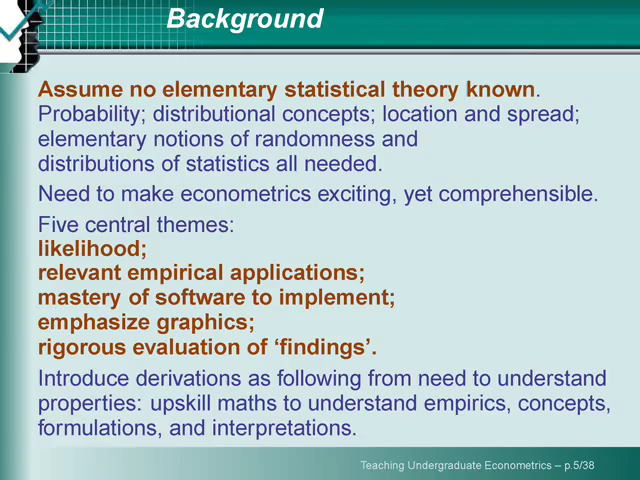 Background
Assume no elementary statistical theory known.
Probability; distributional concepts; location and spread;
elementary notions of randomness and
distributions of statistics all needed.
Need to make econometrics exciting, yet comprehensible.
Five central themes:
likelihood;
relevant empirical applications;
mastery of software to implement;
emphasize graphics;
rigorous evaluation of ‘findings’.
Introduce derivations as following from need to understand
properties: upskill maths to understand empirics, concepts,
formulations, and interpretations.
Teaching Undergraduate Econometrics – p.5/38